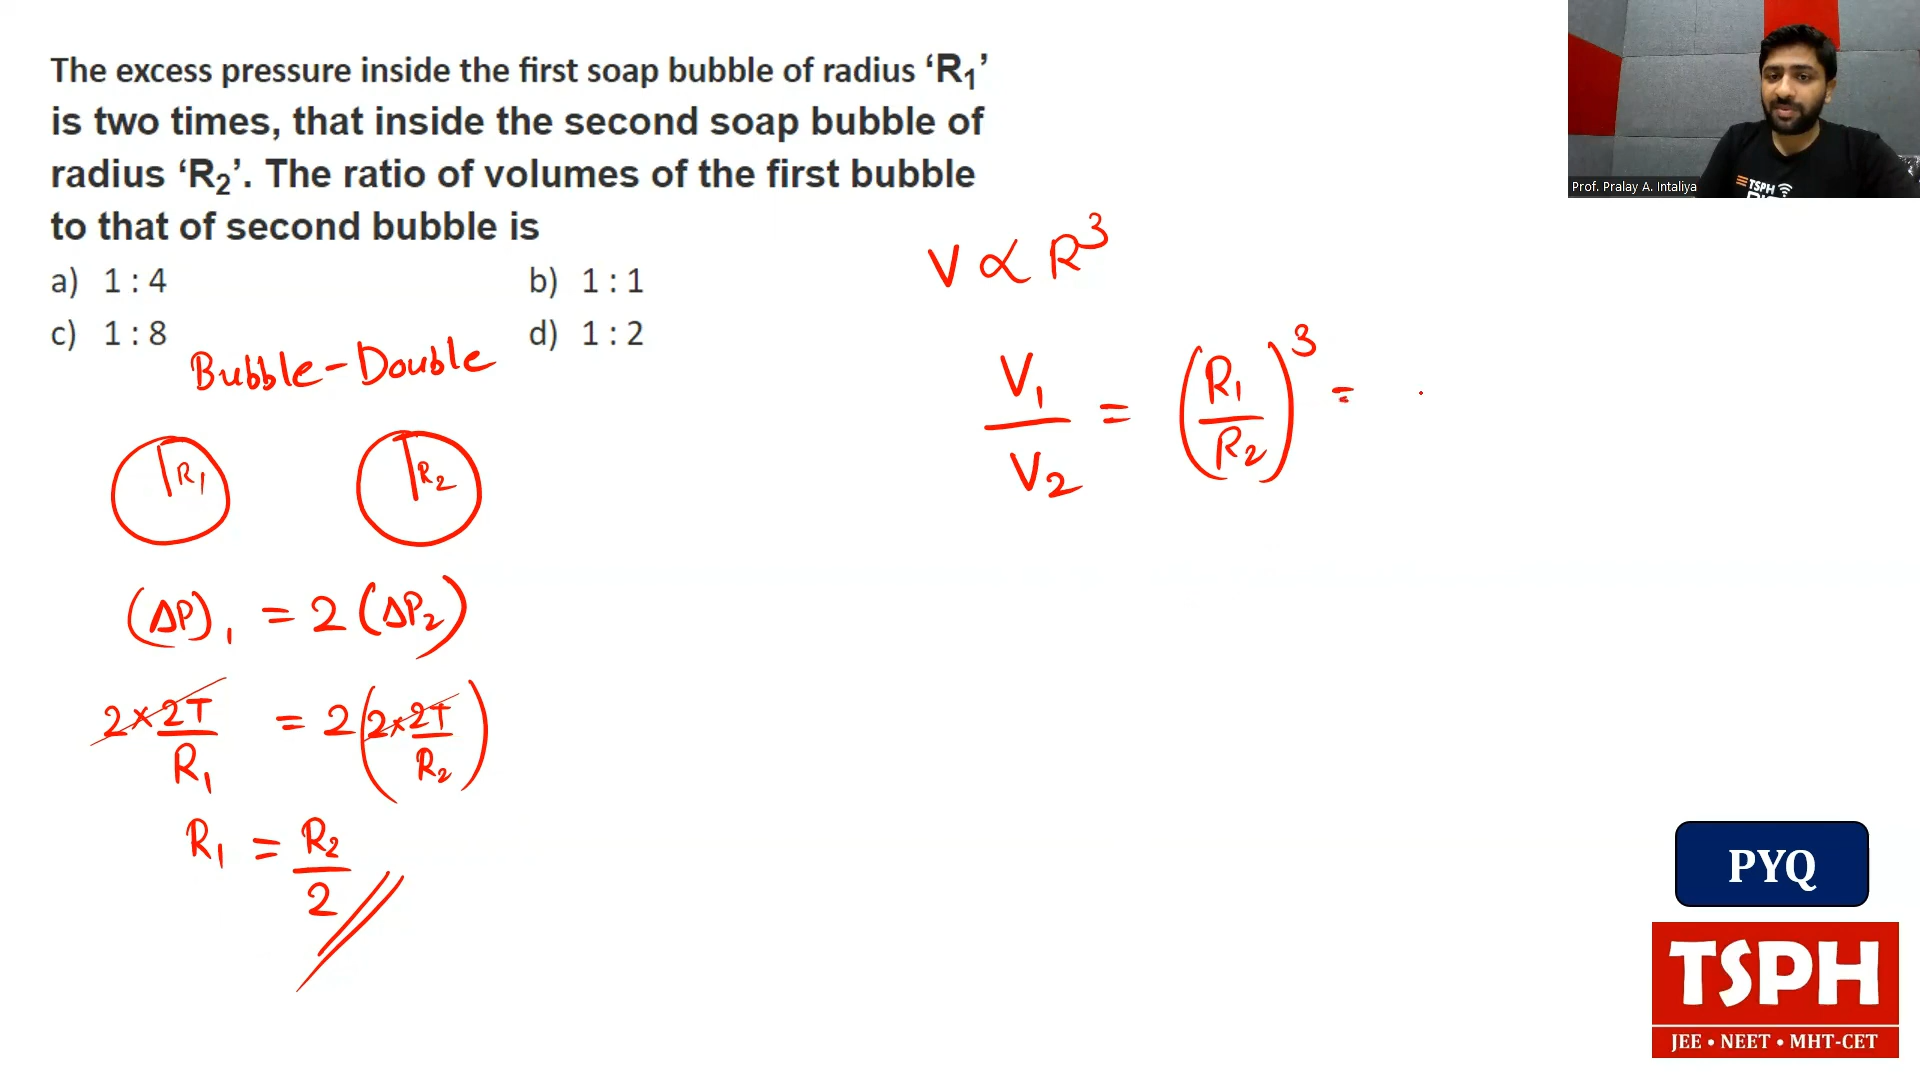 The excess pressure inside the first soap bubble of radius ‘R₁’
is two times, that inside the second soap bubble of
radius ‘R₂’. The ratio of volumes of the first bubble
to that of second bubble is
a) 1 : 4 b) 1 : 1
c) 1 : 8 d) 1 : 2
Bubble-Double
R₁ R₂
(ΔP)₁ = 2 (ΔP₂)
2×2T/R₁ = 2(2×2T/R₂)
R₁ = R₂/2
V ∝ R³
V₁/V₂ = (R₁/R₂)³ =
Prof. Pralay A. Intaliya
TSPH
PYQ
TSPH
JEE • NEET • MHT-CET